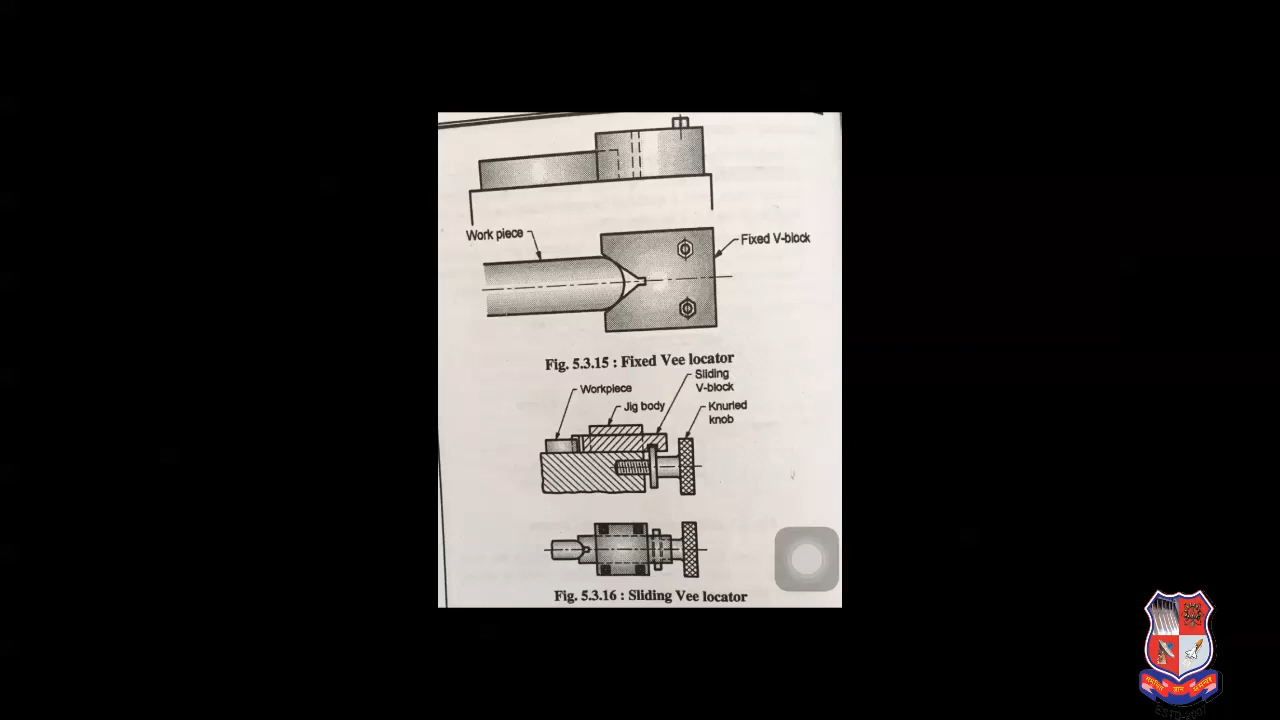 Work piece
Fixed V-block
Fig. 5.3.15 : Fixed Vee locator
Sliding
V-block
Workpiece
Jig body
Knurled
knob
Fig. 5.3.16 : Sliding Vee locator